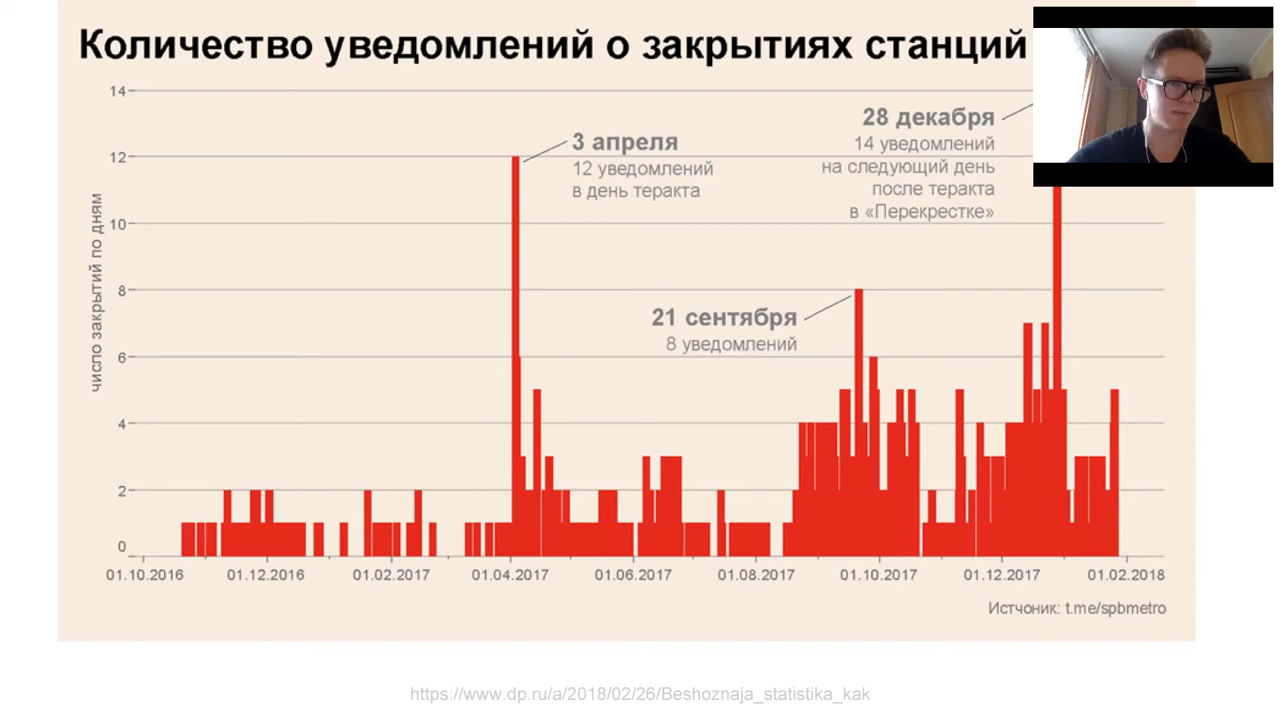 Количество уведомлений о закрытиях станций
14
12
10
8
6
4
2
0
число закрытий по дням
3 апреля
12 уведомлений
в день теракта
28 декабря
14 уведомлений
на следующий день
после теракта
в «Перекрестке»
21 сентября
8 уведомлений
01.10.2016
01.12.2016
01.02.2017
01.04.2017
01.06.2017
01.08.2017
01.10.2017
01.12.2017
01.02.2018
Истчоник: t.me/spbmetro
https://www.dp.ru/a/2018/02/26/Beshoznaja_statistika_kak